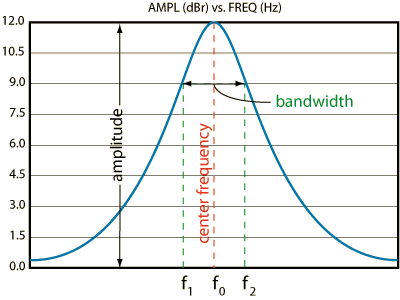 AMPL (dBr) vs. FREQ (Hz)
12.0
10.5
9.0
7.5
6.0
4.5
3.0
1.5
0.0
amplitude
center frequency
bandwidth
f1 f0 f2